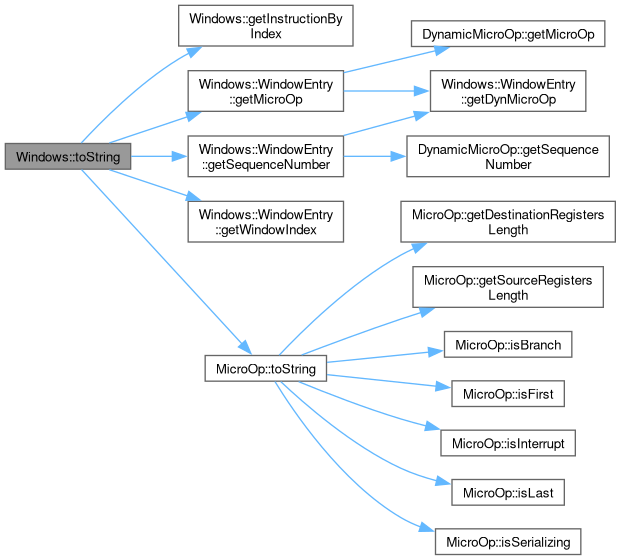 Windows::toString
Windows::getInstructionBy
Index
Windows::WindowEntry
::getMicroOp
Windows::WindowEntry
::getSequenceNumber
Windows::WindowEntry
::getWindowIndex
MicroOp::toString
DynamicMicroOp::getMicroOp
Windows::WindowEntry
::getDynMicroOp
DynamicMicroOp::getSequence
Number
MicroOp::getDestinationRegisters
Length
MicroOp::getSourceRegisters
Length
MicroOp::isBranch
MicroOp::isFirst
MicroOp::isInterrupt
MicroOp::isLast
MicroOp::isSerializing